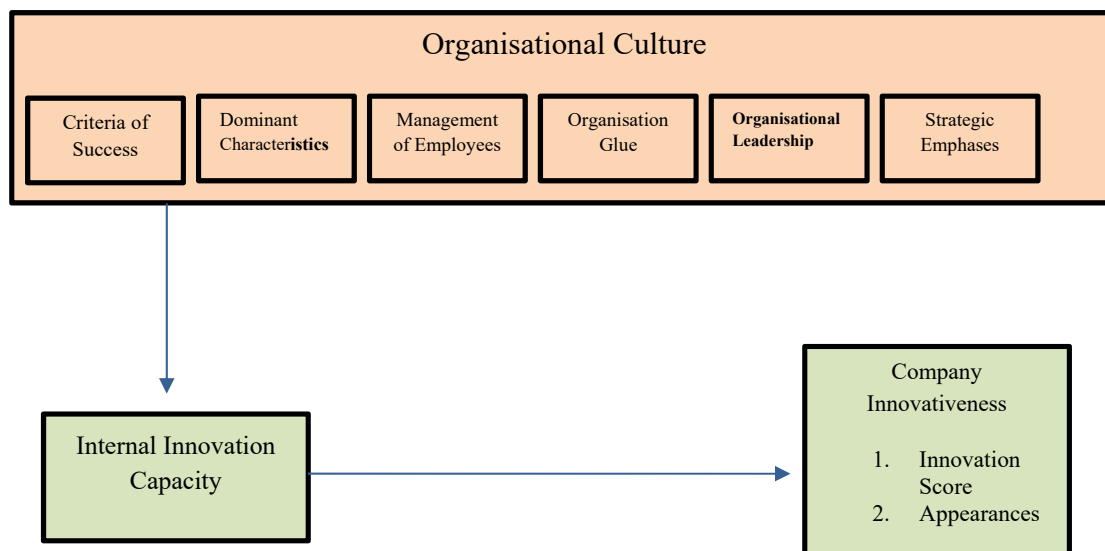 Organisational Culture
Criteria of
Success
Dominant
Characteristics
Management
of Employees
Organisation
Glue
Organisational
Leadership
Strategic
Emphases
Internal Innovation
Capacity
Company
Innovativeness
1. Innovation
Score
2. Appearances